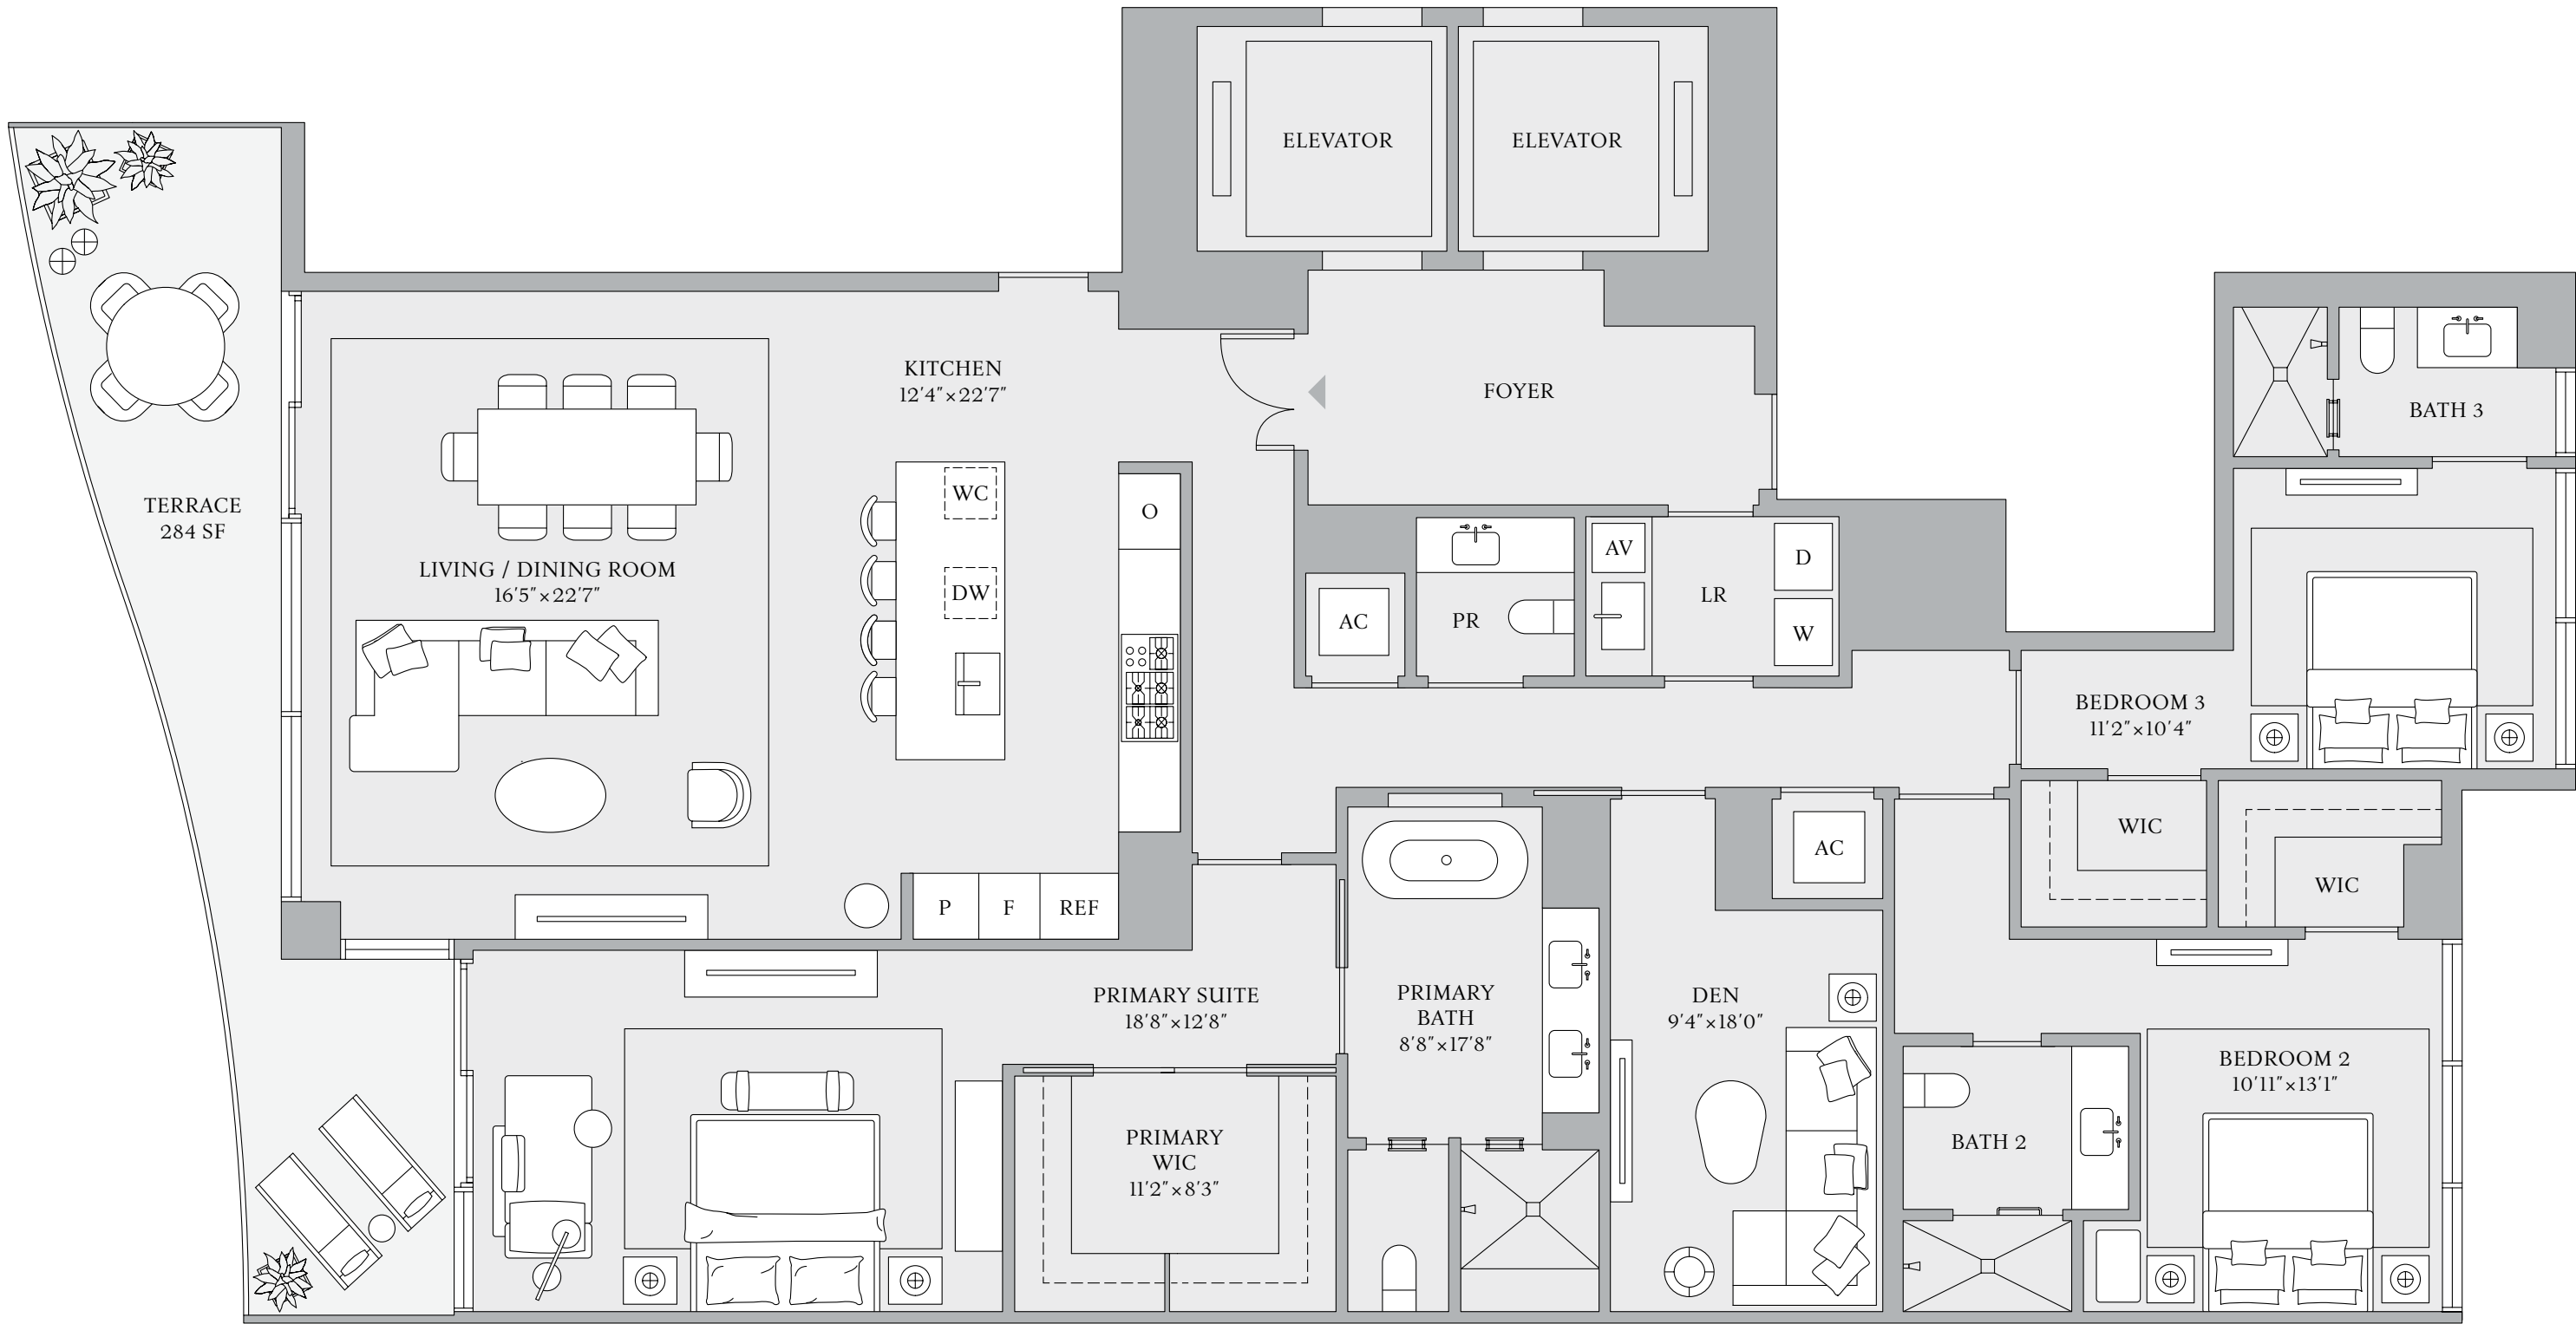 ELEVATOR
ELEVATOR
KITCHEN
12'4"×22'7"
FOYER
BATH 3
TERRACE
284 SF
WC
O
LIVING / DINING ROOM
16'5"×22'7"
DW
AC
PR
AV
LR
D
W
BEDROOM 3
11'2"×10'4"
WIC
WIC
AC
P
F
REF
PRIMARY SUITE
18'8"×12'8"
PRIMARY
BATH
8'8"×17'8"
DEN
9'4"×18'0"
BEDROOM 2
10'11"×13'1"
PRIMARY
WIC
11'2"×8'3"
BATH 2